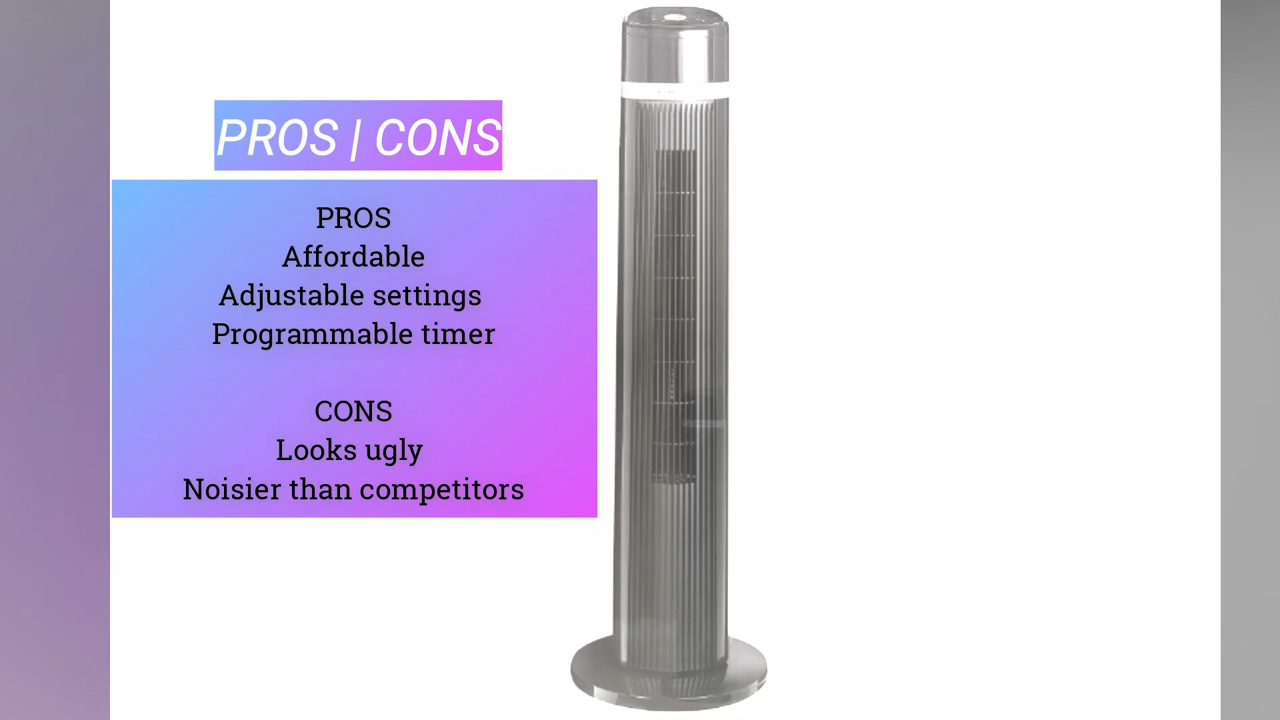 PROS | CONS
PROS
Affordable
Adjustable settings
Programmable timer
CONS
Looks ugly
Noisier than competitors